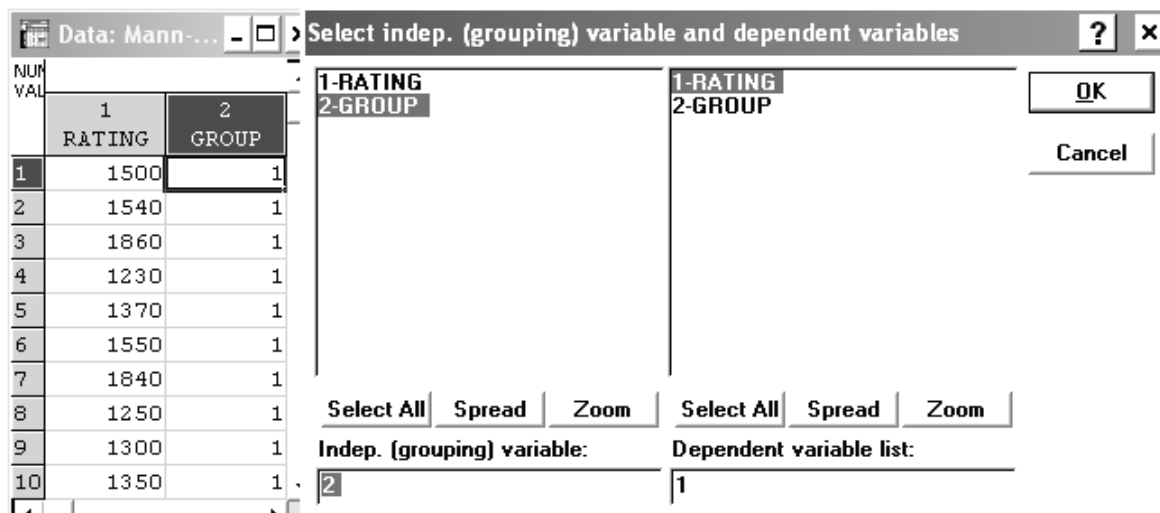 Data: Mann-...
NUM
VAL
1 2
RATING GROUP
1 1500 1
2 1540 1
3 1860 1
4 1230 1
5 1370 1
6 1550 1
7 1840 1
8 1250 1
9 1300 1
10 1350 1
Select indep. (grouping) variable and dependent variables
1-RATING
2-GROUP
Select All Spread Zoom
Indep. (grouping) variable:
2
1-RATING
2-GROUP
Select All Spread Zoom
Dependent variable list:
1
?
OK
Cancel